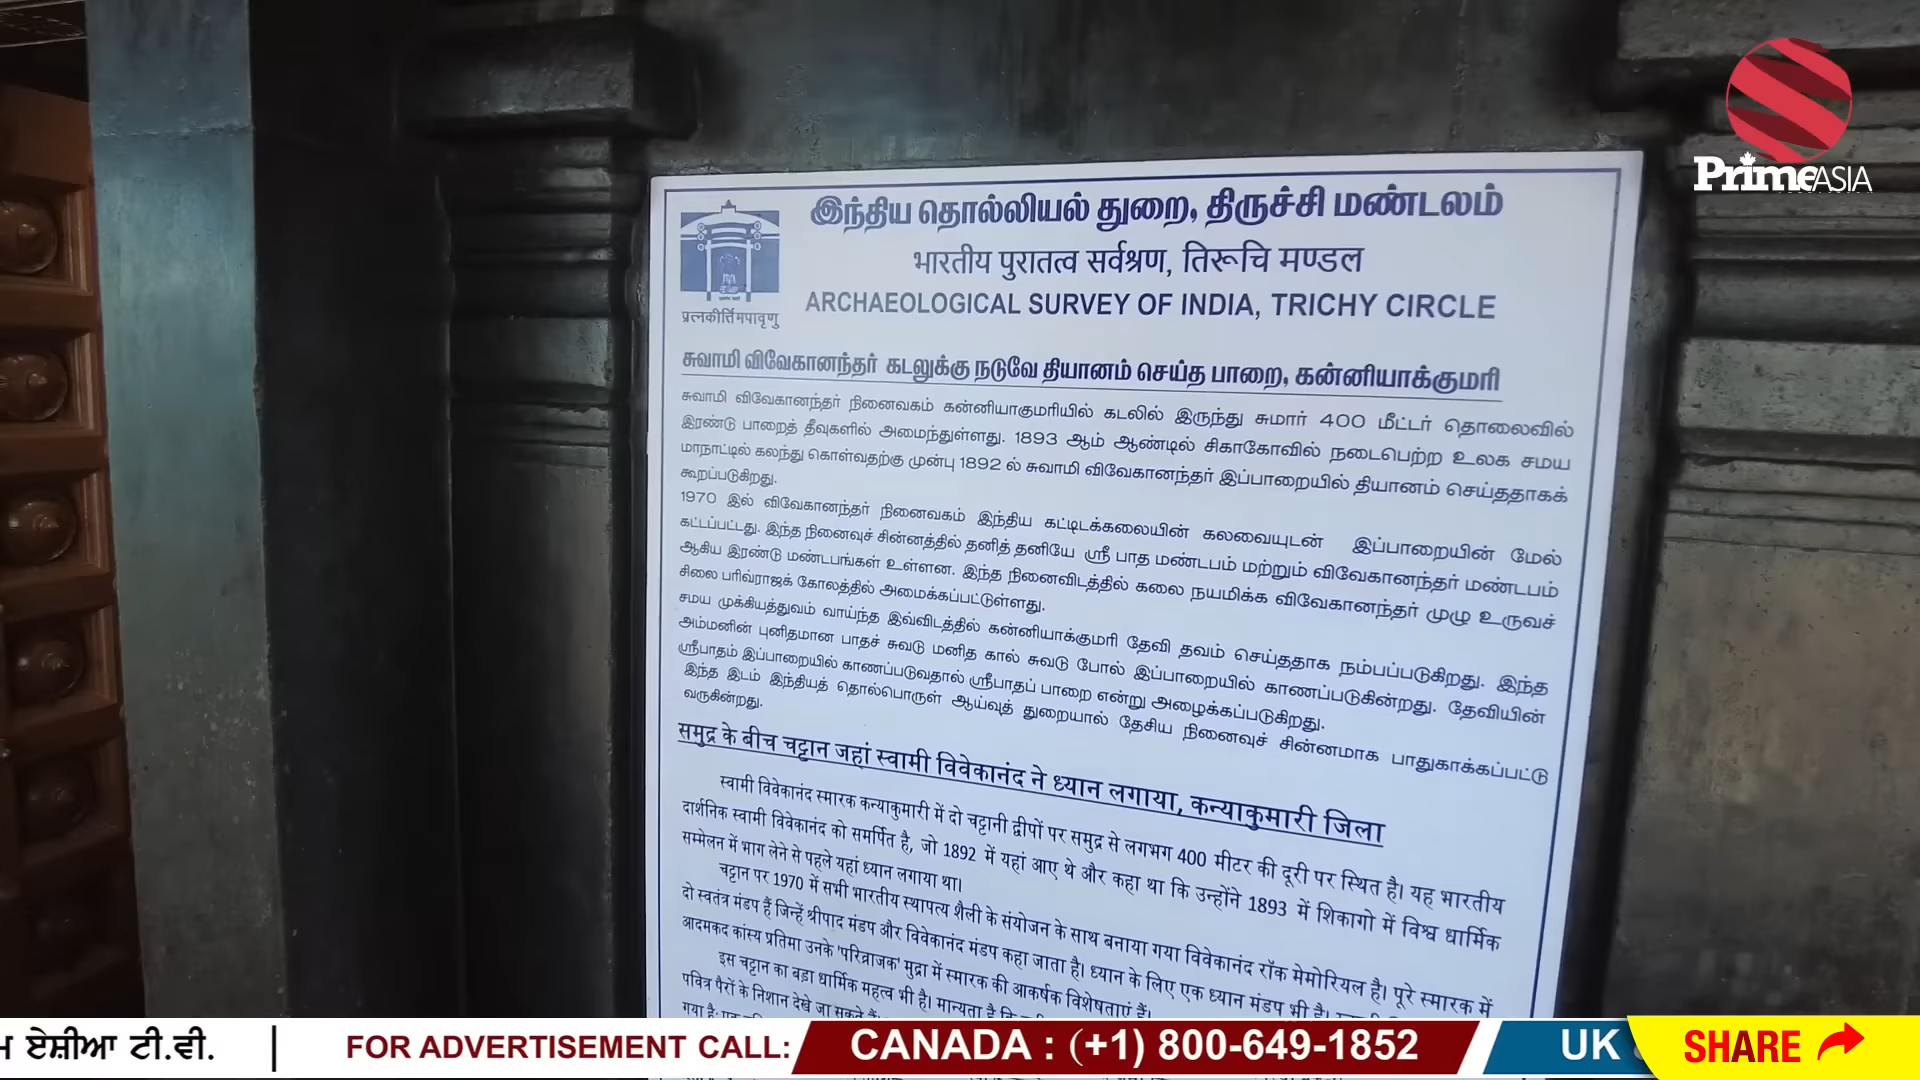 Prime ASIA
இந்திய தொல்லியல் துறை, திருச்சி மண்டலம்
भारतीय पुरातत्व सर्वश्रण, तिरूचि मण्डल
ARCHAEOLOGICAL SURVEY OF INDIA, TRICHY CIRCLE
प्रत्नकीर्तिमपावृणु
சுவாமி விவேகானந்தர் கடலுக்கு நடுவே தியானம் செய்த பாறை, கன்னியாக்குமரி
சுவாமி விவேகானந்தர் நினைவகம் கன்னியாகுமரியில் கடலில் இருந்து சுமார் 400 மீட்டர் தொலைவில்
இரண்டு பாறைத் தீவுகளில் அமைந்துள்ளது. 1893 ஆம் ஆண்டில் சிகாகோவில் நடைபெற்ற உலக சமய
மாநாட்டில் கலந்து கொள்வதற்கு முன்பு 1892 ல் சுவாமி விவேகானந்தர் இப்பாறையில் தியானம் செய்ததாகக்
கூறப்படுகிறது.
1970 இல் விவேகானந்தர் நினைவகம் இந்திய கட்டிடக்கலையின் கலவையுடன் இப்பாறையின் மேல்
கட்டப்பட்டது. இந்த நினைவுச் சின்னத்தில் தனித் தனியே ஸ்ரீ பாத மண்டபம் மற்றும் விவேகானந்தர் மண்டபம்
ஆகிய இரண்டு மண்டபங்கள் உள்ளன. இந்த நினைவிடத்தில் கலை நயமிக்க விவேகானந்தர் முழு உருவச்
சிலை பரிவ்ராஜக் கோலத்தில் அமைக்கப்பட்டுள்ளது.
சமய முக்கியத்துவம் வாய்ந்த இவ்விடத்தில் கன்னியாக்குமரி தேவி தவம் செய்ததாக நம்பப்படுகிறது. இந்த
அம்மனின் புனிதமான பாதச் சுவடு மனித கால் சுவடு போல் இப்பாறையில் காணப்படுகின்றது. தேவியின்
ஸ்ரீபாதம் இப்பாறையில் காணப்படுவதால் ஸ்ரீபாதப் பாறை என்று அழைக்கப்படுகிறது.
இந்த இடம் இந்தியத் தொல்பொருள் ஆய்வுத் துறையால் தேசிய நினைவுச் சின்னமாக பாதுகாக்கப்பட்டு
வருகின்றது.
समुद्र के बीच चट्टान जहां स्वामी विवेकानंद ने ध्यान लगाया, कन्याकुमारी जिला
स्वामी विवेकानंद स्मारक कन्याकुमारी में दो चट्टानी द्वीपों पर समुद्र से लगभग 400 मीटर की दूरी पर स्थित है। यह भारतीय
दार्शनिक स्वामी विवेकानंद को समर्पित है, जो 1892 में यहां आए थे और कहा था कि उन्होंने 1893 में शिकागो में विश्व धार्मिक
सम्मेलन में भाग लेने से पहले यहां ध्यान लगाया था।
चट्टान पर 1970 में सभी भारतीय स्थापत्य शैली के संयोजन के साथ बनाया गया विवेकानंद रॉक मेमोरियल है। पूरे स्मारक में
दो स्वतंत्र मंडप हैं जिन्हें श्रीपाद मंडप और विवेकानंद मंडप कहा जाता है। ध्यान के लिए एक ध्यान मंडप भी है।
आदमकद कांस्य प्रतिमा उनके 'परिव्राजक' मुद्रा में स्मारक की आकर्षक विशेषताएं हैं।
इस चट्टान का बड़ा धार्मिक महत्व भी है। मान्यता है कि
पवित्र पैरों के निशान देखे जा सकते हैं।
ਏਸ਼ੀਆ ਟੀ.ਵੀ. | FOR ADVERTISEMENT CALL: CANADA : (+1) 800-649-1852 UK SHARE